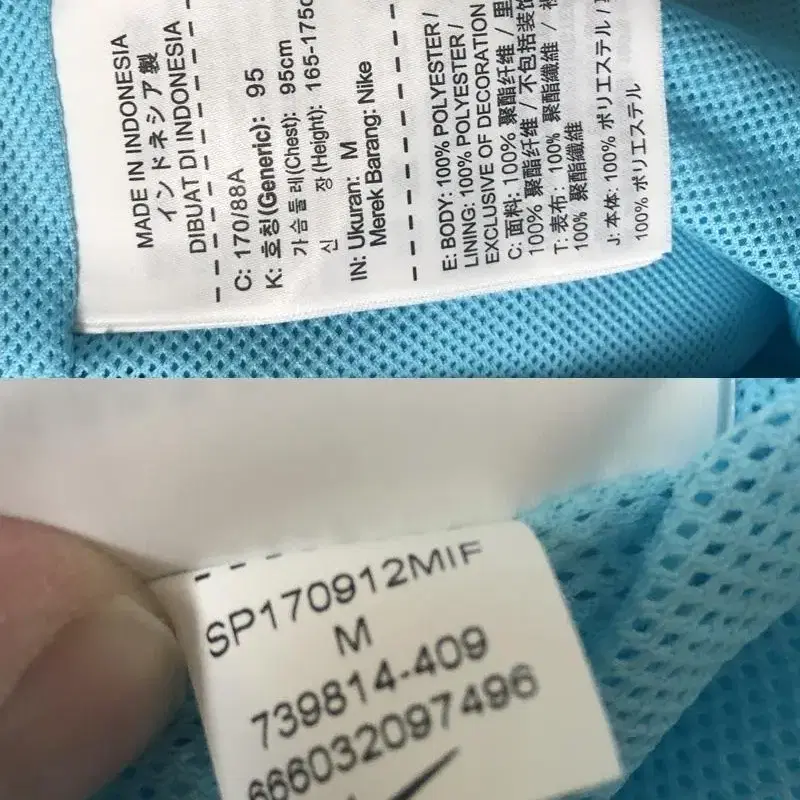 MADE IN INDONESIA
インドネシア製
DIBUAT DI INDONESIA
C: 170/88A
K: 호칭(Generic): 95
가슴둘레(Chest): 95cm
신 장(Height): 165-175c
IN: Ukuran: M
Merek Barang: Nike
E: BODY: 100% POLYESTER /
LINING: 100% POLYESTER /
EXCLUSIVE OF DECORATION
C: 面料: 100% 聚酯纤维 / 里
100% 聚酯纤维 / 不包括装饰
T: 表布: 100% 聚酯纖維 /
100% 聚酯纖維
J: 本体: 100% ポリエステル /
100% ポリエステル
SP170912MIF
M
739814-409
666032097496